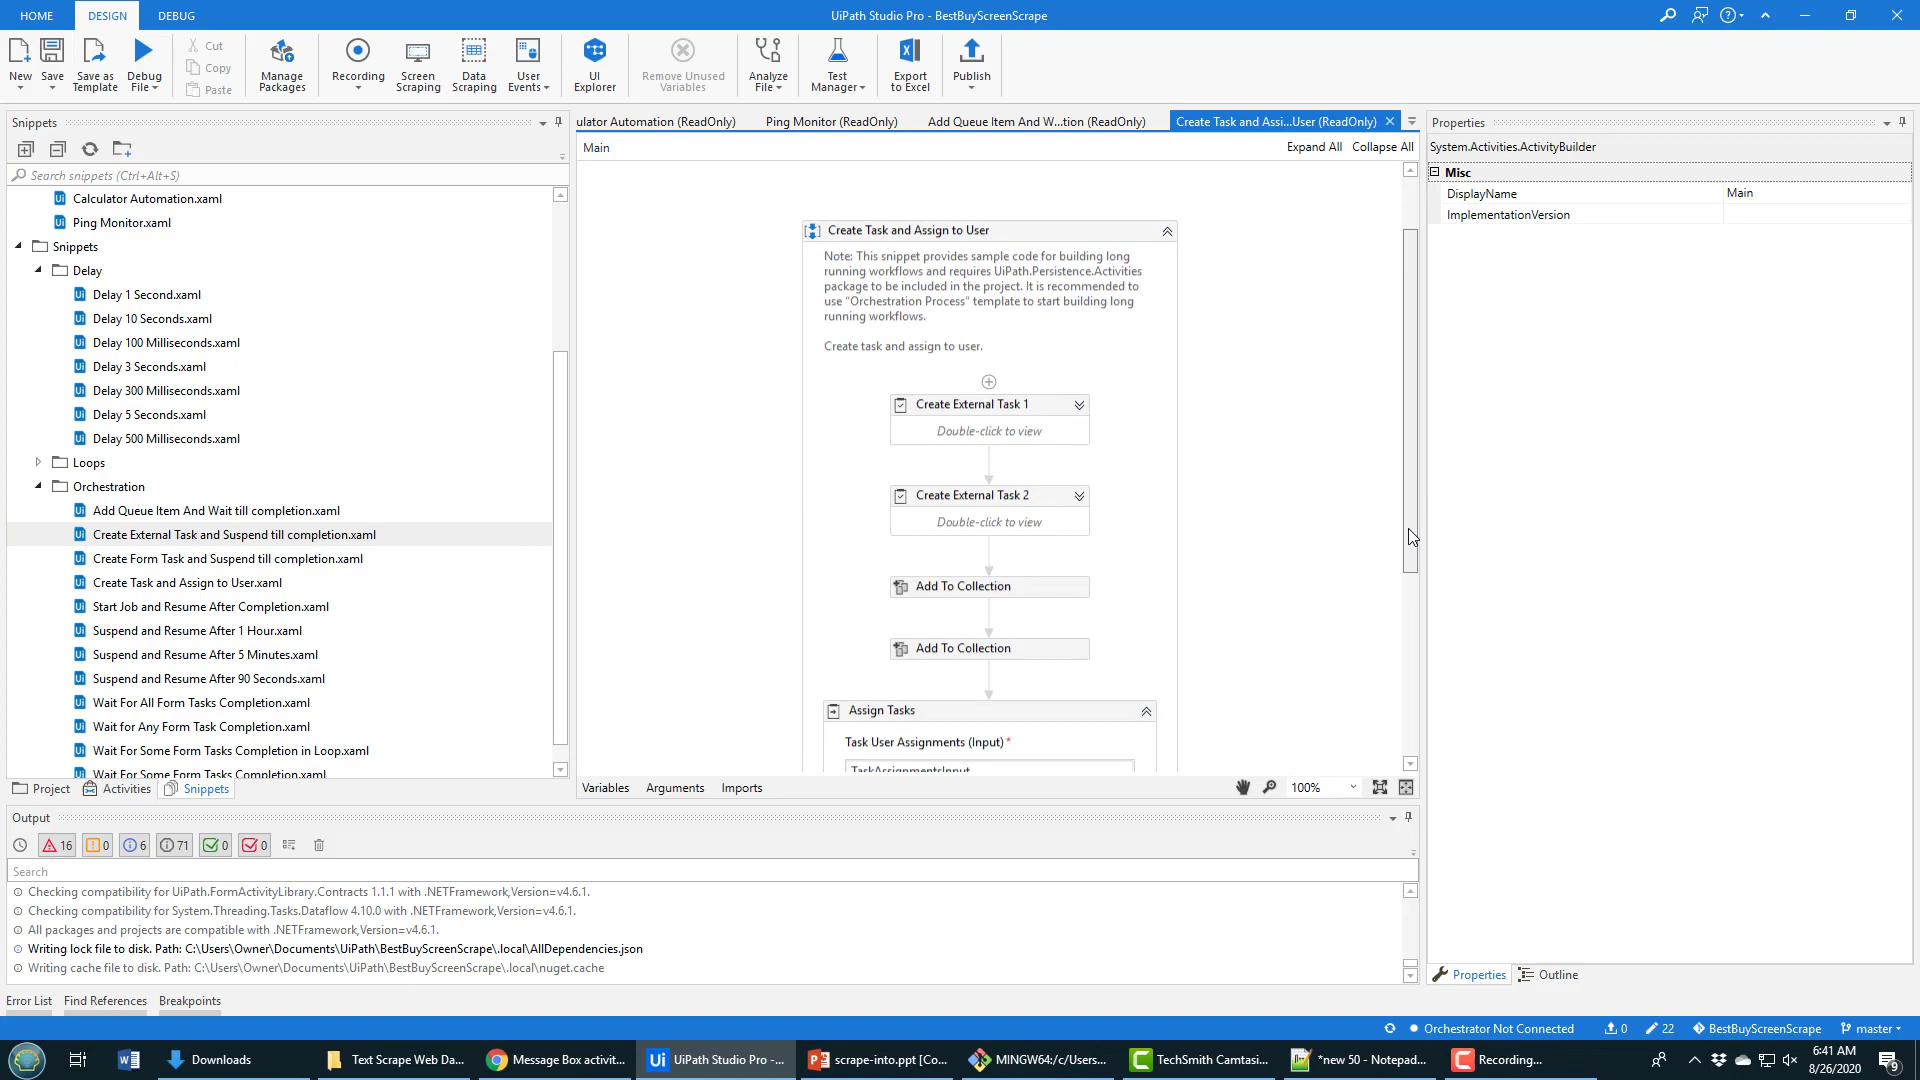 HOME
DESIGN
DEBUG
UiPath Studio Pro - BestBuyScreenScrape
New
Save
Save as Template
Debug File
Cut
Copy
Paste
Manage Packages
Recording
Screen Scraping
Data Scraping
User Events
UI Explorer
Remove Unused Variables
Analyze File
Test Manager
Export to Excel
Publish
Snippets
Search snippets (Ctrl+Alt+S)
Calculator Automation.xaml
Ping Monitor.xaml
Snippets
Delay
Delay 1 Second.xaml
Delay 10 Seconds.xaml
Delay 100 Milliseconds.xaml
Delay 3 Seconds.xaml
Delay 300 Milliseconds.xaml
Delay 5 Seconds.xaml
Delay 500 Milliseconds.xaml
Loops
Orchestration
Add Queue Item And Wait till completion.xaml
Create External Task and Suspend till completion.xaml
Create Form Task and Suspend till completion.xaml
Create Task and Assign to User.xaml
Start Job and Resume After Completion.xaml
Suspend and Resume After 1 Hour.xaml
Suspend and Resume After 5 Minutes.xaml
Suspend and Resume After 90 Seconds.xaml
Wait For All Form Tasks Completion.xaml
Wait for Any Form Task Completion.xaml
Wait For Some Form Tasks Completion in Loop.xaml
Wait For Some Form Tasks Completion.xaml
Project
Activities
Snippets
ulator Automation (ReadOnly)
Ping Monitor (ReadOnly)
Add Queue Item And W...tion (ReadOnly)
Create Task and Assi...User (ReadOnly)
Main
Expand All
Collapse All
Create Task and Assign to User
Note: This snippet provides sample code for building long
running workflows and requires UiPath.Persistence.Activities
package to be included in the project. It is recommended to
use “Orchestration Process” template to start building long
running workflows.
Create task and assign to user.
Create External Task 1
Double-click to view
Create External Task 2
Double-click to view
Add To Collection
Add To Collection
Assign Tasks
Task User Assignments (Input) *
TaskAssignmentsInput
Variables
Arguments
Imports
100%
Properties
System.Activities.ActivityBuilder
Misc
DisplayName
Main
ImplementationVersion
Properties
Outline
Output
16
0
6
71
0
0
Search
Checking compatibility for UiPath.FormActivityLibrary.Contracts 1.1.1 with .NETFramework,Version=v4.6.1.
Checking compatibility for System.Threading.Tasks.Dataflow 4.10.0 with .NETFramework,Version=v4.6.1.
All packages and projects are compatible with .NETFramework,Version=v4.6.1.
Writing lock file to disk. Path: C:\Users\Owner\Documents\UiPath\BestBuyScreenScrape\.local\AllDependencies.json
Writing cache file to disk. Path: C:\Users\Owner\Documents\UiPath\BestBuyScreenScrape\.local\nuget.cache
Error List
Find References
Breakpoints
Orchestrator Not Connected
0
22
BestBuyScreenScrape
master
Downloads
Text Scrape Web Da...
Message Box activit...
Ui
UiPath Studio Pro -...
scrape-into.ppt [Co...
MINGW64:/c/Users...
TechSmith Camtasi...
*new 50 - Notepad...
Recording...
6:41 AM
8/26/2020
9